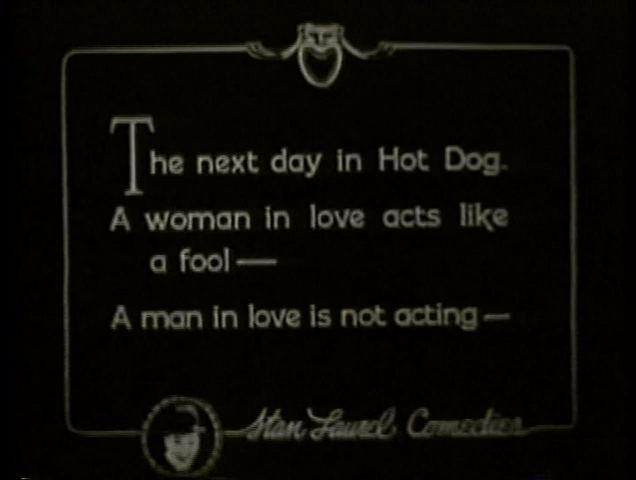 The next day in Hot Dog.
A woman in love acts like
a fool —
A man in love is not acting —
Stan Laurel Comedies